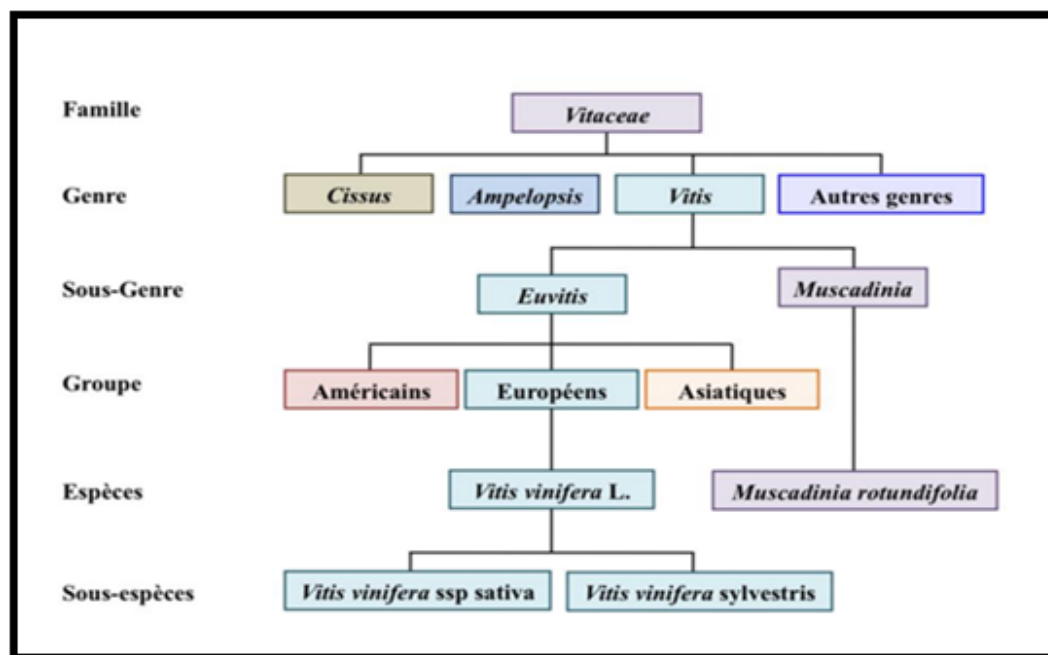 Famille
Vitaceae
Genre
Cissus
Ampelopsis
Vitis
Autres genres
Sous-Genre
Euvitis
Muscadinia
Groupe
Américains
Européens
Asiatiques
Espèces
Vitis vinifera L.
Muscadinia rotundifolia
Sous-espèces
Vitis vinifera ssp sativa
Vitis vinifera sylvestris